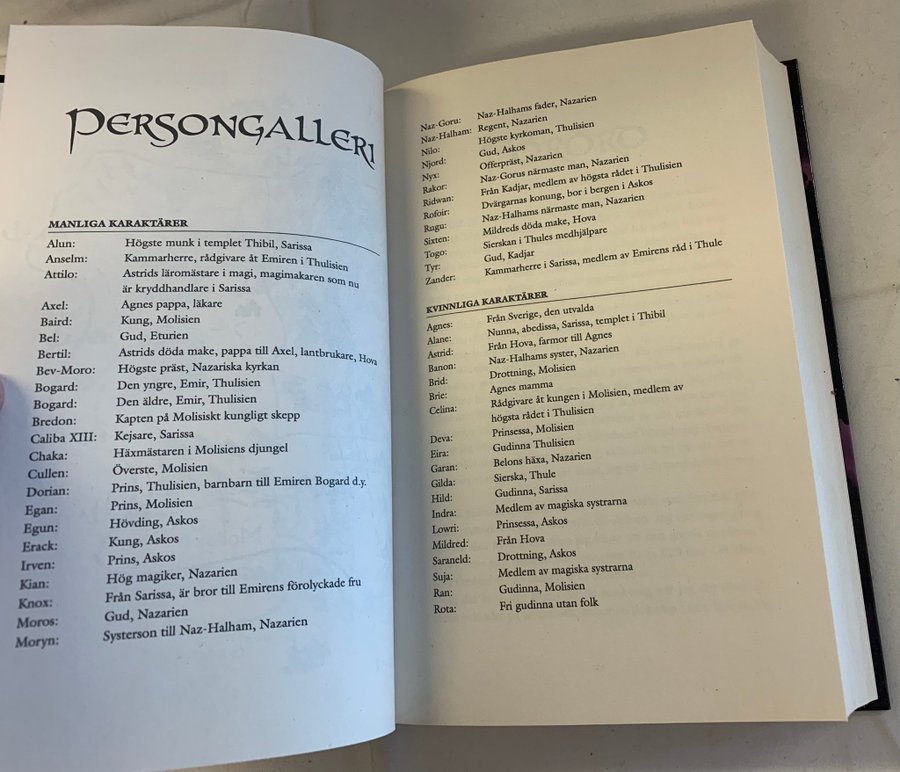 PERSONGALLERI
MANLIGA KARAKTÄRER
Alun: Högste munk i templet Thibil, Sarissa
Anselm: Kammarherre, rådgivare åt Emiren i Thulisien
Attilo: Astrids läromästare i magi, magimakaren som nu
är kryddhandlare i Sarissa
Axel: Agnes pappa, läkare
Baird: Kung, Molisien
Bel: Gud, Eturien
Bertil: Astrids döda make, pappa till Axel, lantbrukare, Hova
Bev-Moro: Högste präst, Nazariska kyrkan
Bogard: Den yngre, Emir, Thulisien
Bogard: Den äldre, Emir, Thulisien
Bredon: Kapten på Molisiskt kungligt skepp
Caliba XIII: Kejsare, Sarissa
Chaka: Häxmästaren i Molisiens djungel
Cullen: Överste, Molisien
Dorian: Prins, Thulisien, barnbarn till Emiren Bogard d.y.
Egan: Prins, Molisien
Egun: Hövding, Askos
Erack: Kung, Askos
Irven: Prins, Askos
Kian: Hög magiker, Nazarien
Knox: Från Sarissa, är bror till Emirens förolyckade fru
Moros: Gud, Nazarien
Moryn: Systerson till Naz-Halham, Nazarien
Naz-Goru: Naz-Halhams fader, Nazarien
Naz-Halham: Regent, Nazarien
Nilo: Högste kyrkoman, Thulisien
Njord: Gud, Askos
Nyx: Offerpräst, Nazarien
Rakor: Naz-Gorus närmaste man, Nazarien
Ridwan: Från Kadjar, medlem av högsta rådet i Thulisien
Rofoir: Dvärgarnas konung, bor i bergen i Askos
Rugu: Naz-Halhams närmaste man, Nazarien
Sixten: Mildreds döda make, Hova
Togo: Sierskan i Thules medhjälpare
Tyr: Gud, Kadjar
Zander: Kammarherre i Sarissa, medlem av Emirens råd i Thule
KVINNLIGA KARAKTÄRER
Agnes: Från Sverige, den utvalda
Alane: Nunna, abedissa, Sarissa, templet i Thibil
Astrid: Från Hova, farmor till Agnes
Banon: Naz-Halhams syster, Nazarien
Brid: Drottning, Molisien
Brie: Agnes mamma
Celina: Rådgivare åt kungen i Molisien, medlem av
högsta rådet i Thulisien
Deva: Prinsessa, Molisien
Eira: Gudinna Thulisien
Garan: Belons häxa, Nazarien
Gilda: Sierska, Thule
Hild: Gudinna, Sarissa
Indra: Medlem av magiska systrarna
Lowri: Prinsessa, Askos
Mildred: Från Hova
Saraneld: Drottning, Askos
Suja: Medlem av magiska systrarna
Ran: Gudinna, Molisien
Rota: Fri gudinna utan folk